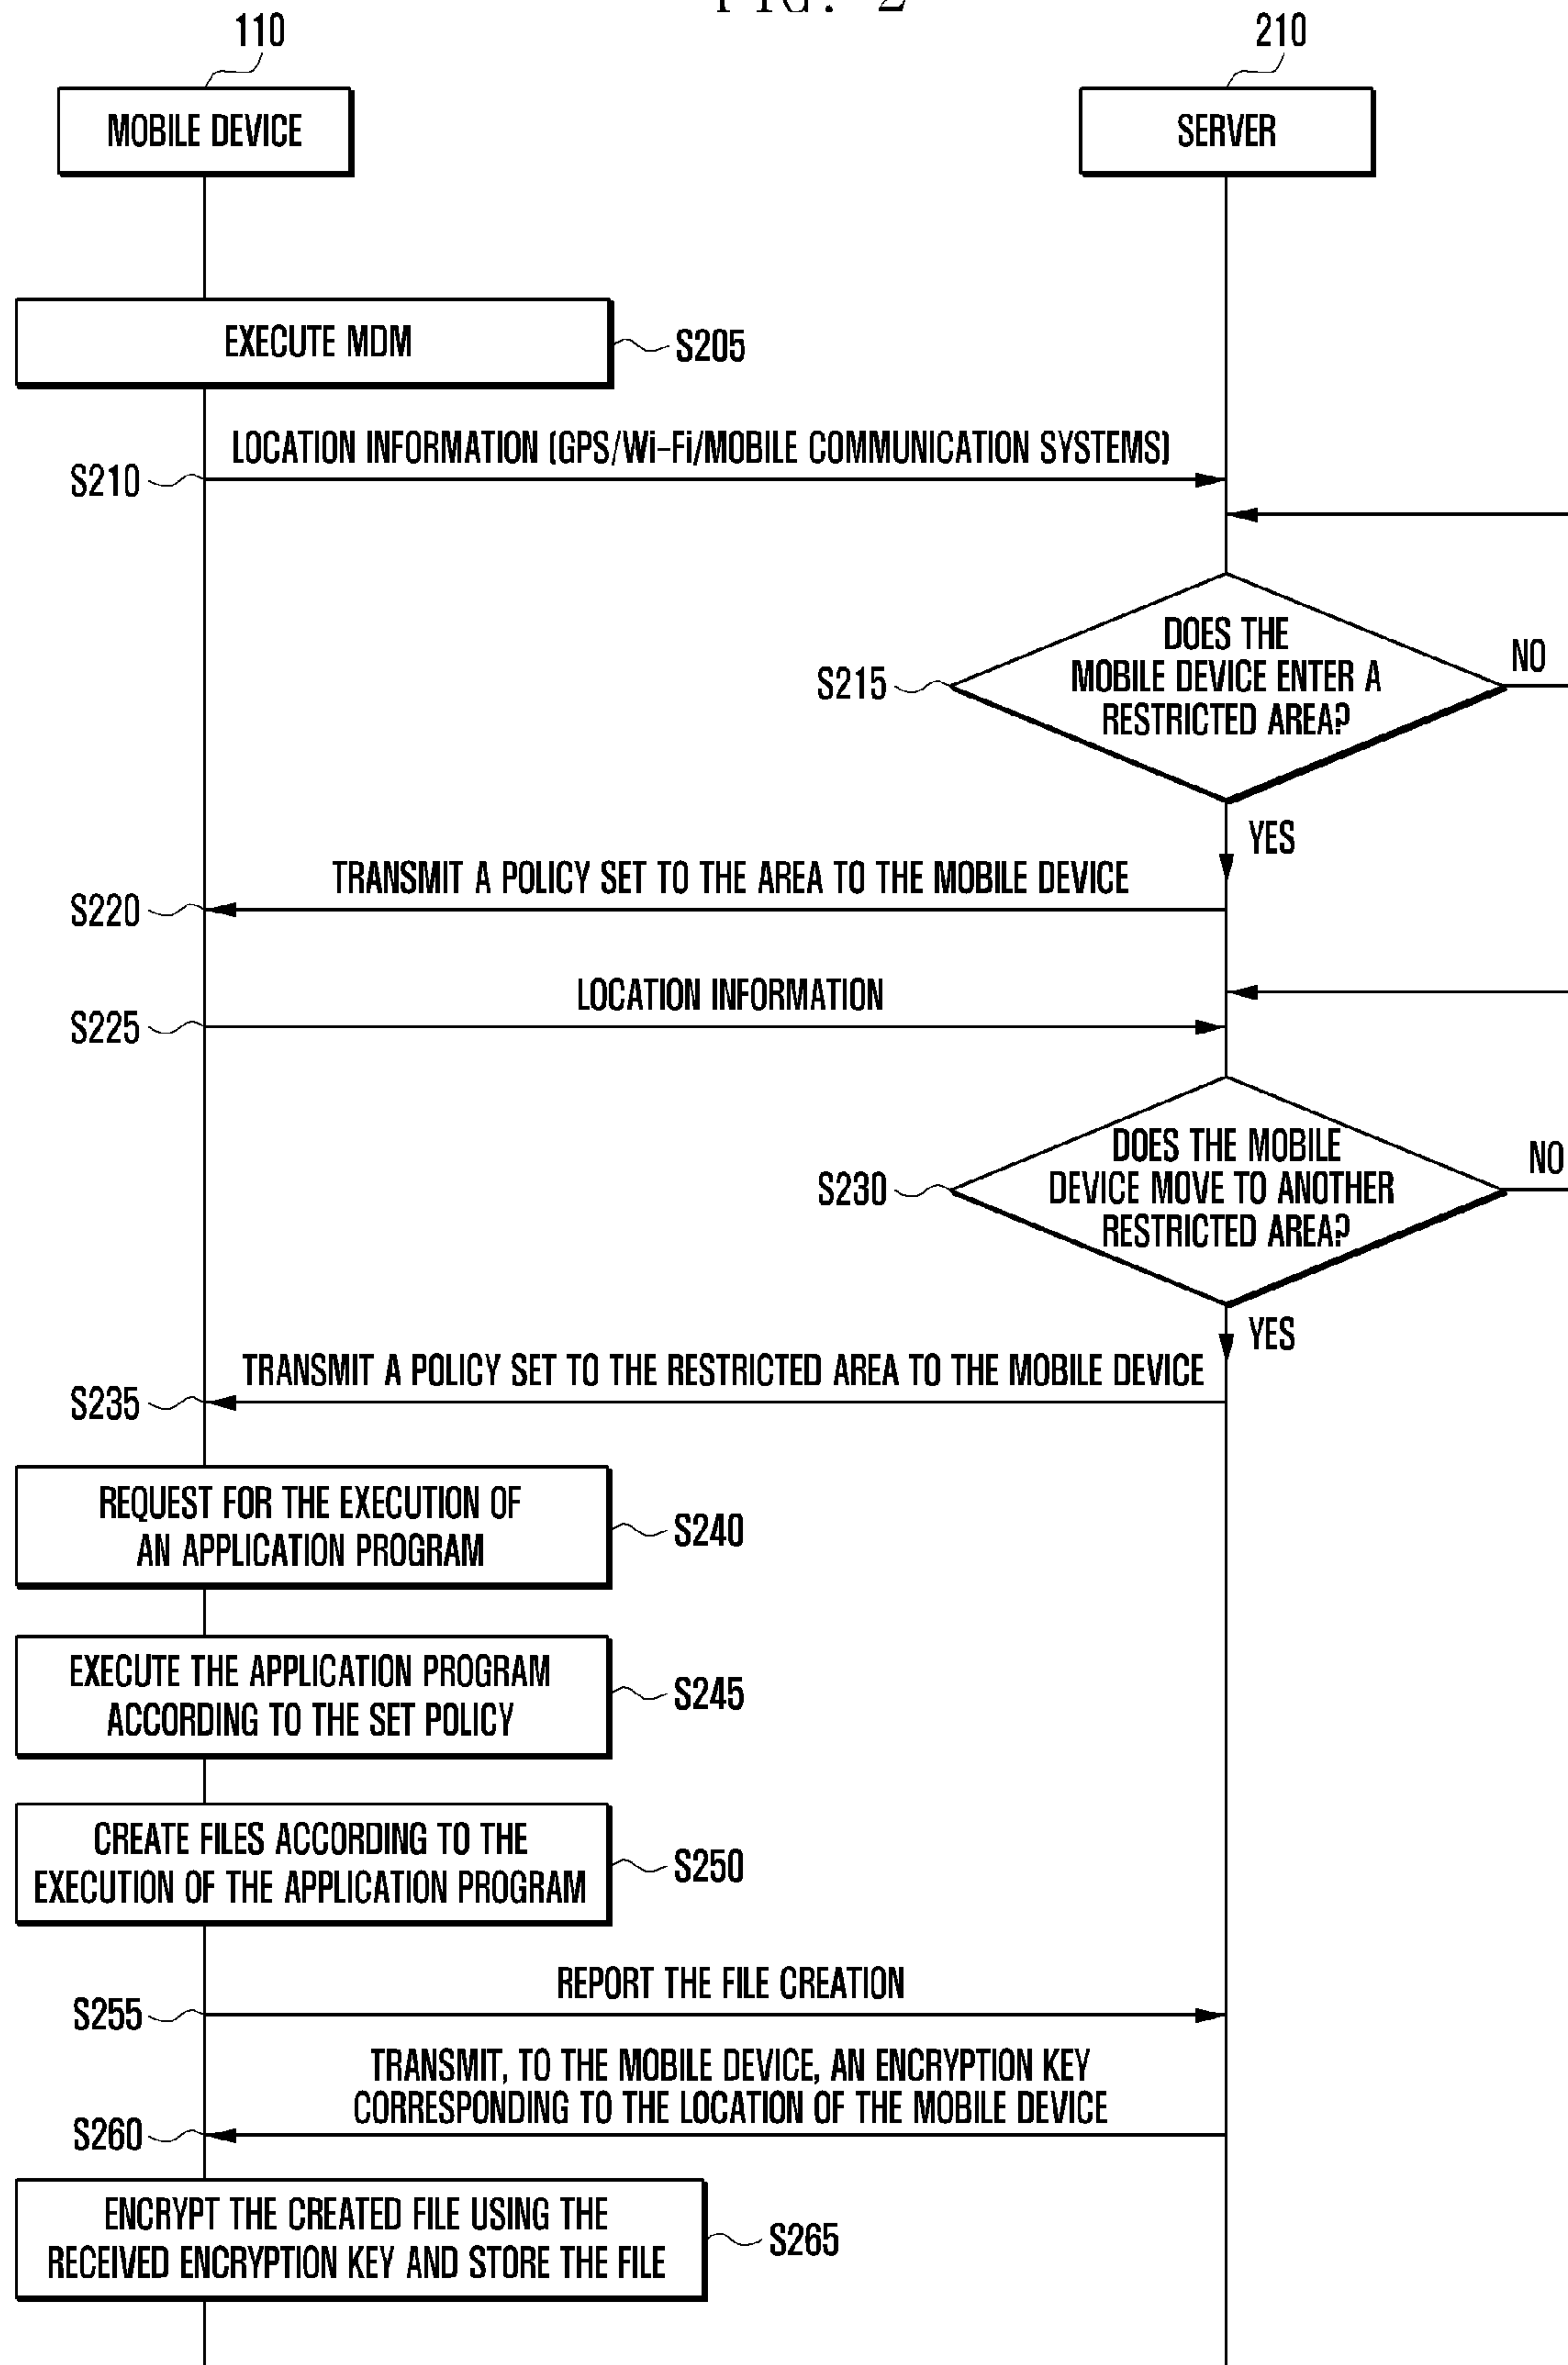 FIG. 2
110
210
MOBILE DEVICE
SERVER
EXECUTE MDM
S205
LOCATION INFORMATION (GPS/Wi-Fi/MOBILE COMMUNICATION SYSTEMS)
S210
DOES THE
MOBILE DEVICE ENTER A
RESTRICTED AREA?
S215
NO
YES
TRANSMIT A POLICY SET TO THE AREA TO THE MOBILE DEVICE
S220
LOCATION INFORMATION
S225
DOES THE MOBILE
DEVICE MOVE TO ANOTHER
RESTRICTED AREA?
S230
NO
YES
TRANSMIT A POLICY SET TO THE RESTRICTED AREA TO THE MOBILE DEVICE
S235
REQUEST FOR THE EXECUTION OF
AN APPLICATION PROGRAM
S240
EXECUTE THE APPLICATION PROGRAM
ACCORDING TO THE SET POLICY
S245
CREATE FILES ACCORDING TO THE
EXECUTION OF THE APPLICATION PROGRAM
S250
REPORT THE FILE CREATION
S255
TRANSMIT, TO THE MOBILE DEVICE, AN ENCRYPTION KEY
CORRESPONDING TO THE LOCATION OF THE MOBILE DEVICE
S260
ENCRYPT THE CREATED FILE USING THE
RECEIVED ENCRYPTION KEY AND STORE THE FILE
S265